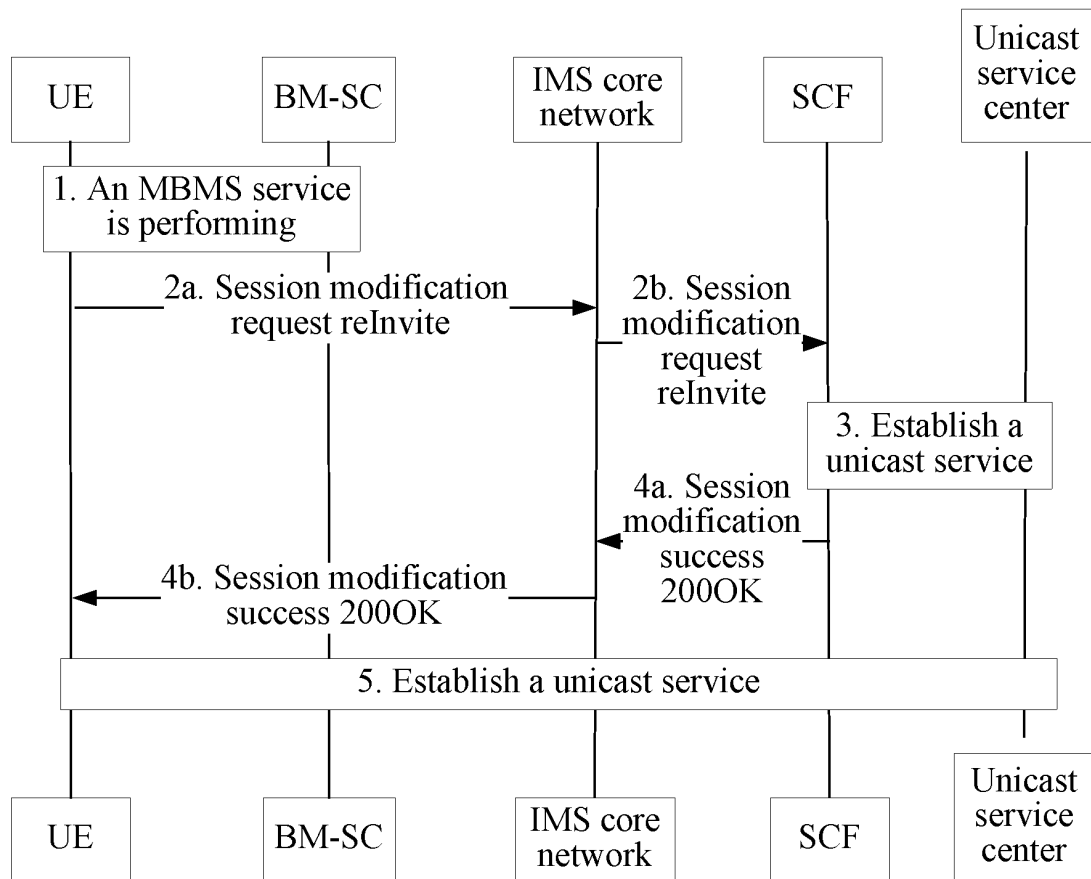 UE
BM-SC
IMS core
network
SCF
Unicast
service
center
1. An MBMS service
is performing
2a. Session modification
request reInvite
2b. Session
modification
request
reInvite
3. Establish a
unicast service
4a. Session
modification
success
200OK
4b. Session modification
success 200OK
5. Establish a unicast service
UE
BM-SC
IMS core
network
SCF
Unicast
service
center